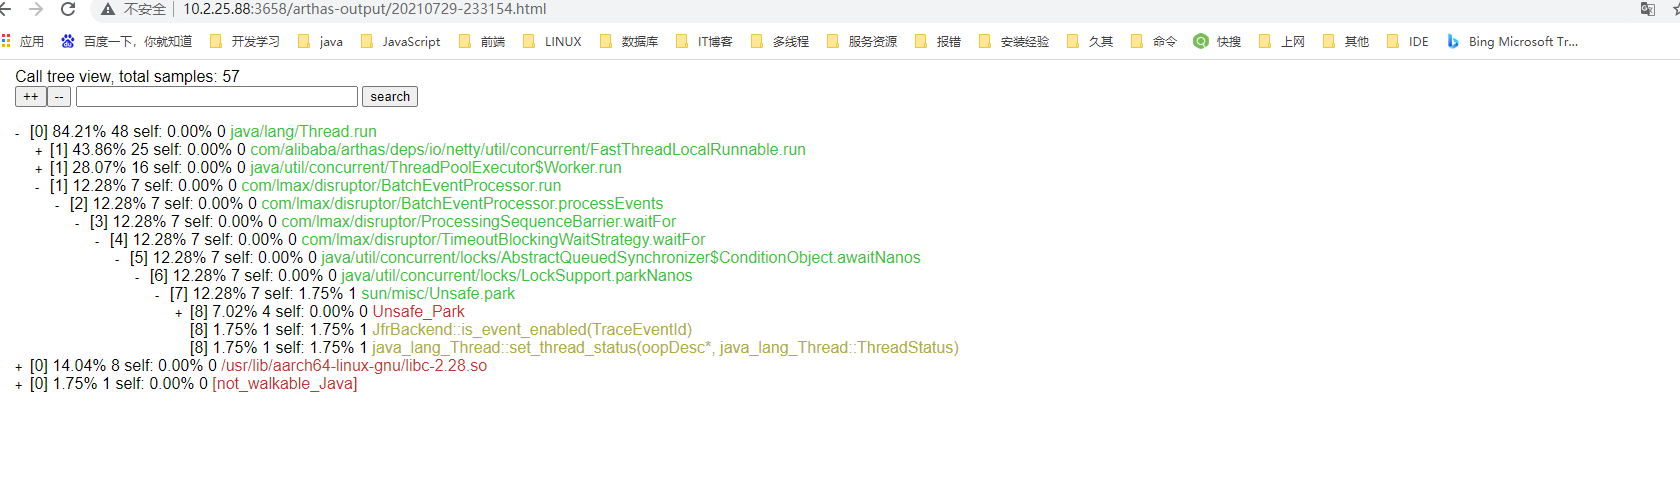 不安全 10.2.25.88:3658/arthas-output/20210729-233154.html
应用 百度一下，你就知道 开发学习 java JavaScript 前端 LINUX 数据库 IT博客 多线程 服务资源 报错 安装经验 久其 命令 快搜 上网 其他 IDE Bing Microsoft Tr...
Call tree view, total samples: 57
++ -- search
- [0] 84.21% 48 self: 0.00% 0 java/lang/Thread.run
+ [1] 43.86% 25 self: 0.00% 0 com/alibaba/arthas/deps/io/netty/util/concurrent/FastThreadLocalRunnable.run
+ [1] 28.07% 16 self: 0.00% 0 java/util/concurrent/ThreadPoolExecutor$Worker.run
- [1] 12.28% 7 self: 0.00% 0 com/lmax/disruptor/BatchEventProcessor.run
- [2] 12.28% 7 self: 0.00% 0 com/lmax/disruptor/BatchEventProcessor.processEvents
- [3] 12.28% 7 self: 0.00% 0 com/lmax/disruptor/ProcessingSequenceBarrier.waitFor
- [4] 12.28% 7 self: 0.00% 0 com/lmax/disruptor/TimeoutBlockingWaitStrategy.waitFor
- [5] 12.28% 7 self: 0.00% 0 java/util/concurrent/locks/AbstractQueuedSynchronizer$ConditionObject.awaitNanos
- [6] 12.28% 7 self: 0.00% 0 java/util/concurrent/locks/LockSupport.parkNanos
- [7] 12.28% 7 self: 1.75% 1 sun/misc/Unsafe.park
+ [8] 7.02% 4 self: 0.00% 0 Unsafe_Park
[8] 1.75% 1 self: 1.75% 1 JfrBackend::is_event_enabled(TraceEventId)
[8] 1.75% 1 self: 1.75% 1 java_lang_Thread::set_thread_status(oopDesc*, java_lang_Thread::ThreadStatus)
+ [0] 14.04% 8 self: 0.00% 0 /usr/lib/aarch64-linux-gnu/libc-2.28.so
+ [0] 1.75% 1 self: 0.00% 0 [not_walkable_Java]